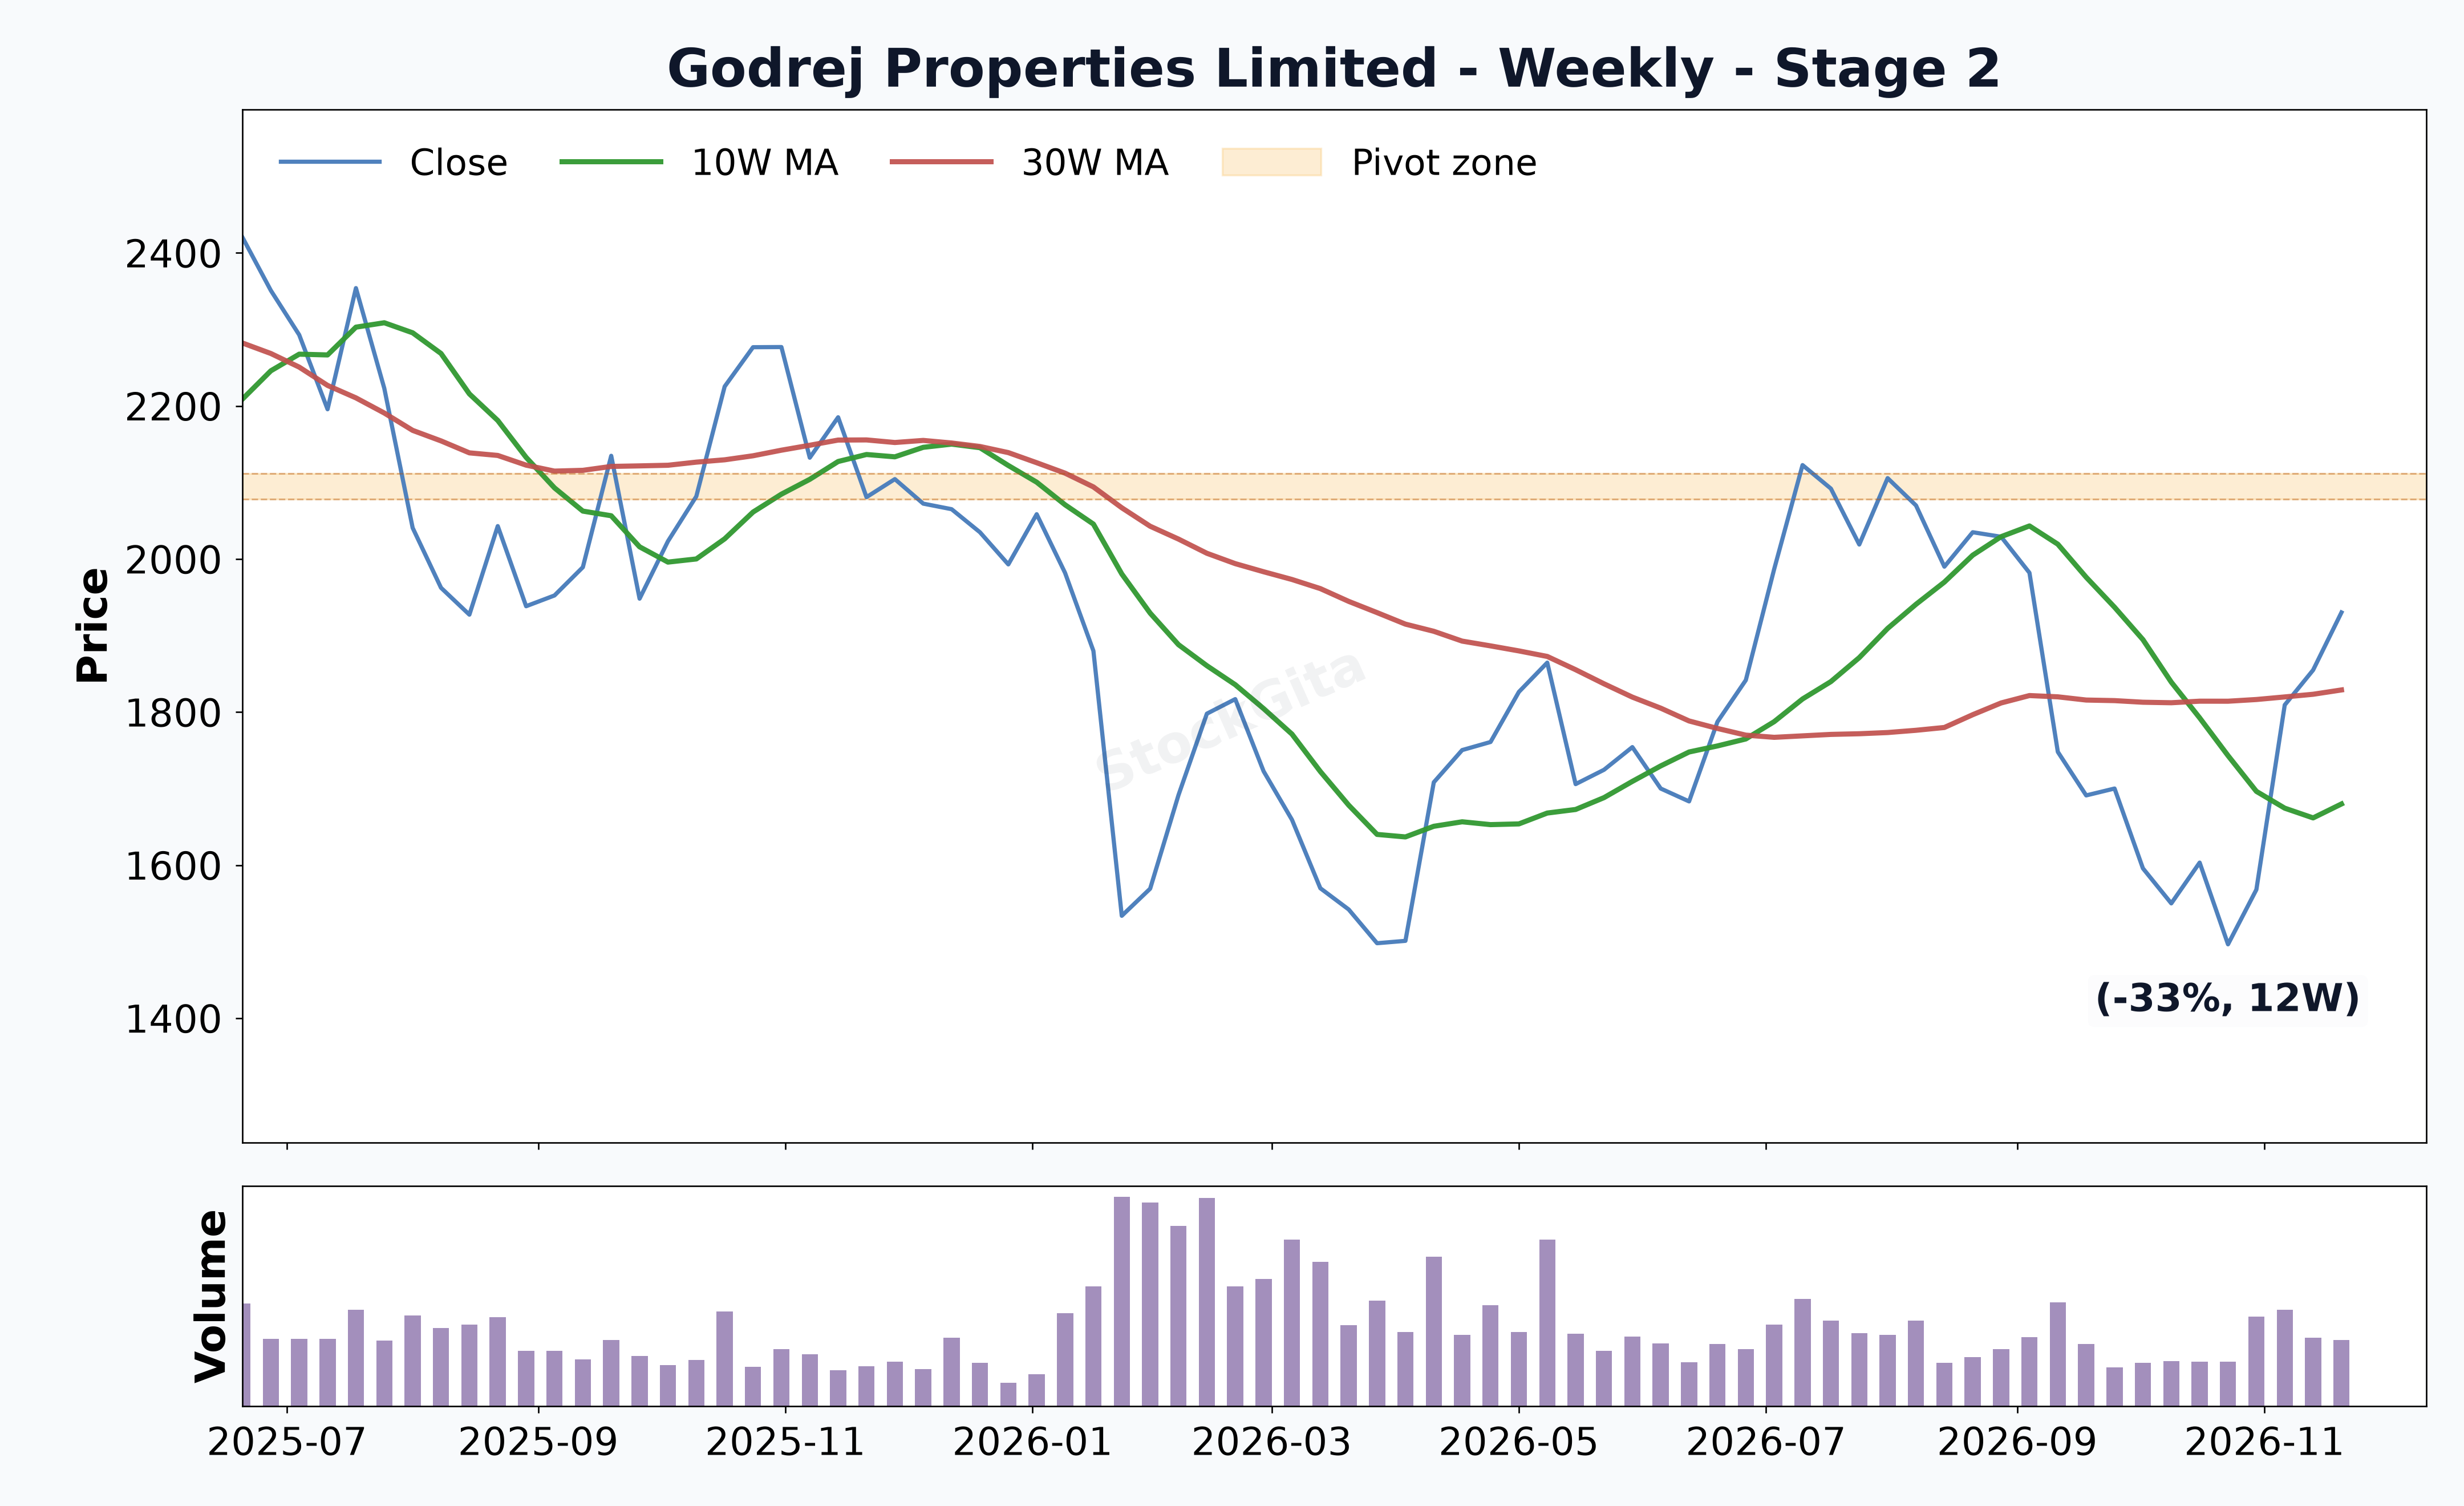 Godrej Properties Limited - Weekly - Stage 2
Close 10W MA 30W MA Pivot zone
2400
2200
2000
1800
1600
1400
Price
StockGita
(-33%, 12W)
Volume
2025-07 2025-09 2025-11 2026-01 2026-03 2026-05 2026-07 2026-09 2026-11